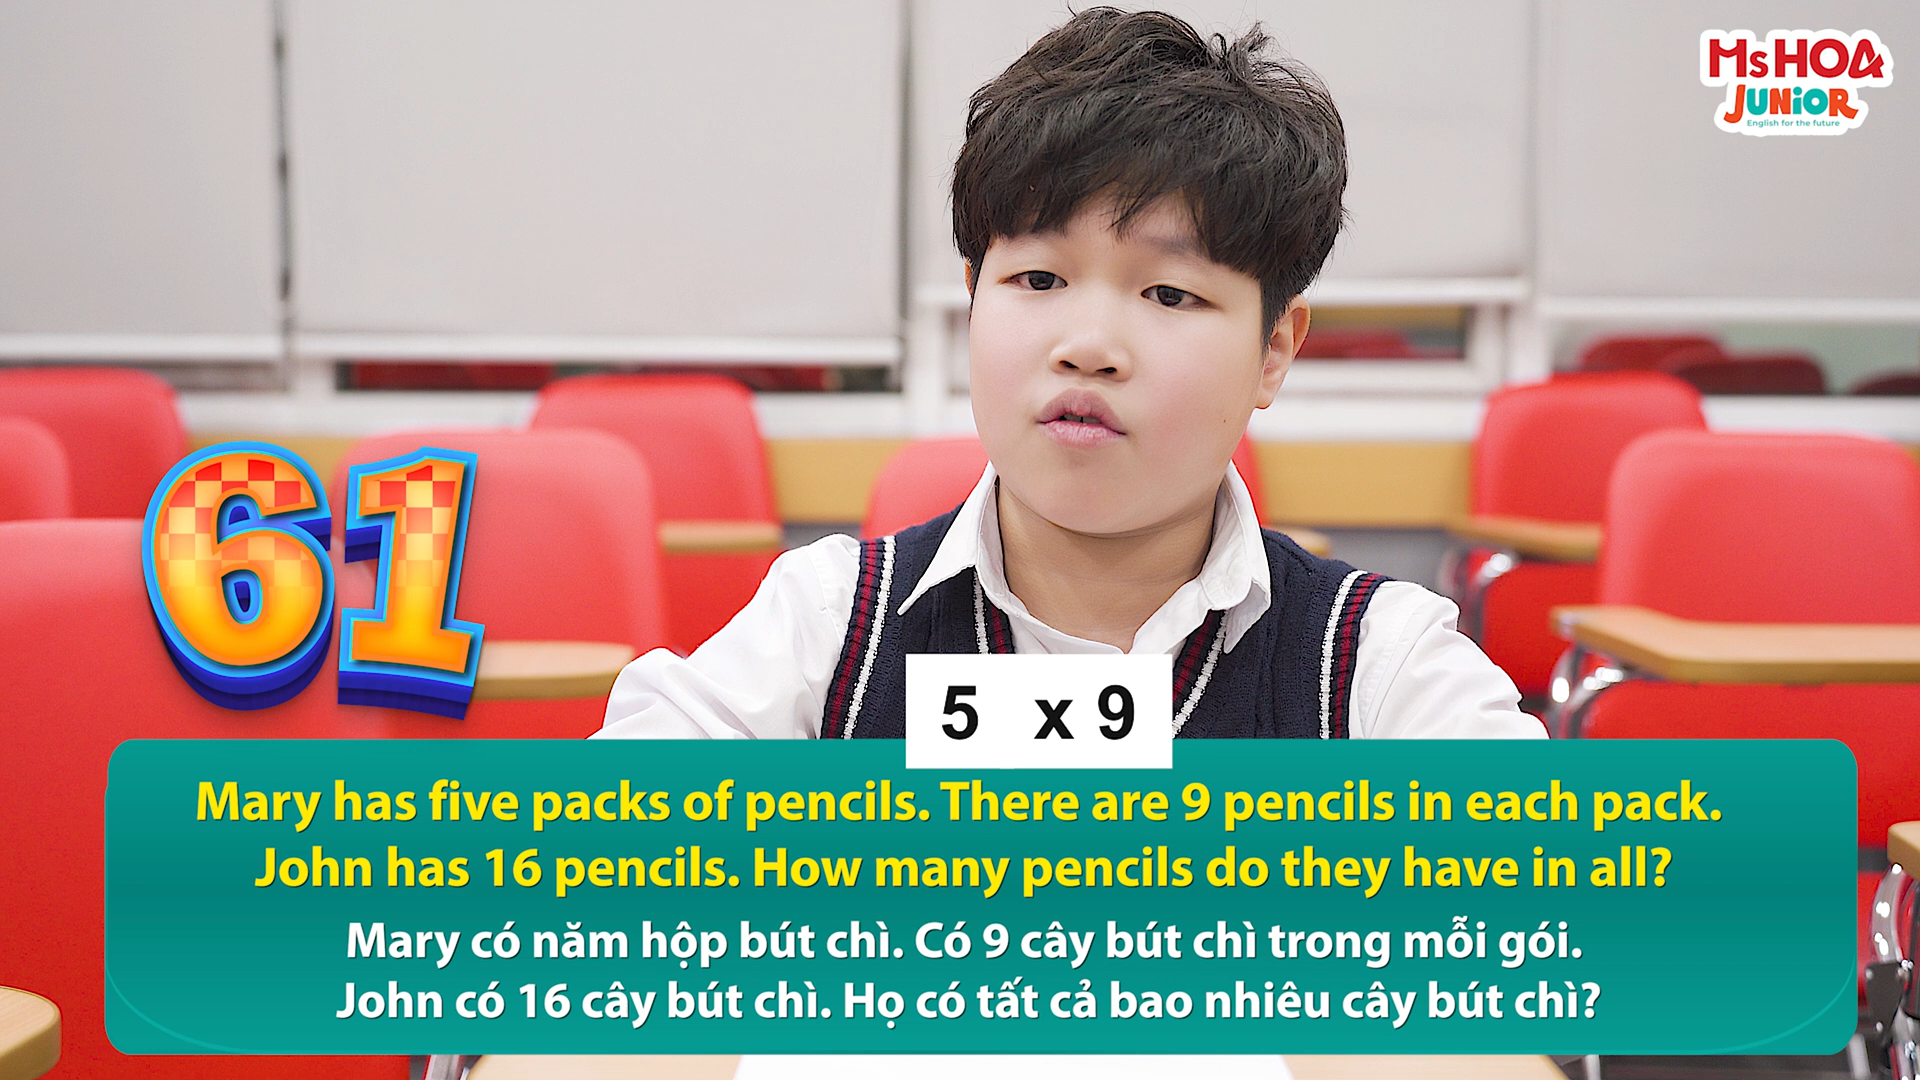 MsHOA
JUNiOR
English for the future
61
5 x 9
Mary has five packs of pencils. There are 9 pencils in each pack.
John has 16 pencils. How many pencils do they have in all?
Mary có năm hộp bút chì. Có 9 cây bút chì trong mỗi gói.
John có 16 cây bút chì. Họ có tất cả bao nhiêu cây bút chì?